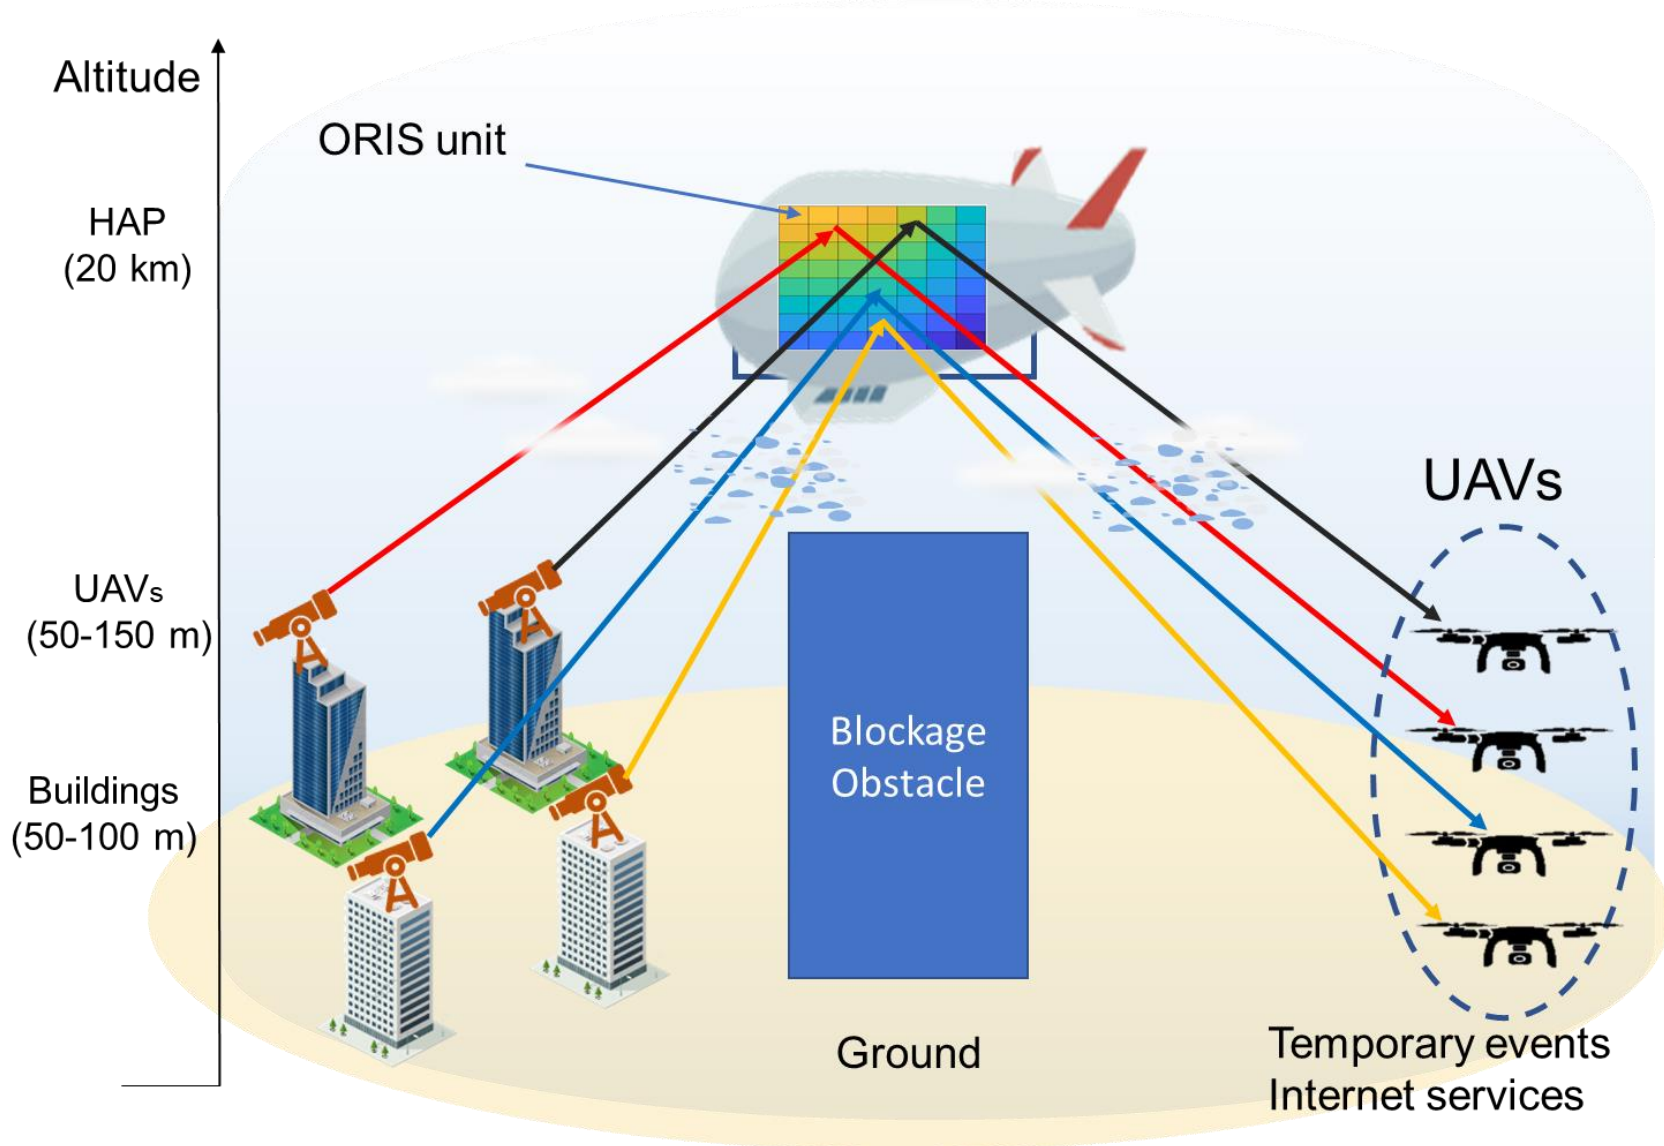 Altitude
ORIS unit
HAP
(20 km)
UAVs
UAVs
(50-150 m)
Blockage
Obstacle
Buildings
(50-100 m)
Ground
Temporary events
Internet services